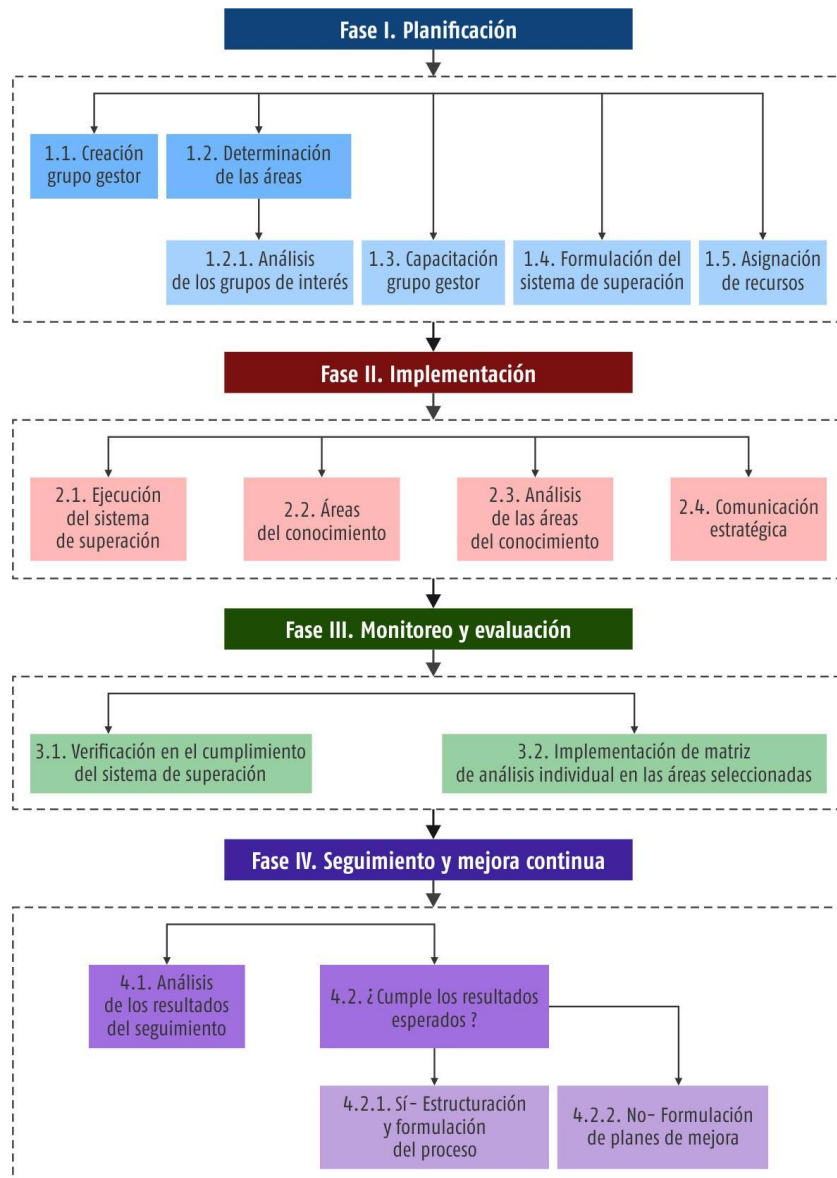 Fase I. Planificación
1.1. Creación
grupo gestor
1.2. Determinación
de las áreas
1.2.1. Análisis
de los grupos de interés
1.3. Capacitación
grupo gestor
1.4. Formulación del
sistema de superación
1.5. Asignación
de recursos
Fase II. Implementación
2.1. Ejecución
del sistema
de superación
2.2. Áreas
del conocimiento
2.3. Análisis
de las áreas
del conocimiento
2.4. Comunicación
estratégica
Fase III. Monitoreo y evaluación
3.1. Verificación en el cumplimiento
del sistema de superación
3.2. Implementación de matriz
de análisis individual en las áreas seleccionadas
Fase IV. Seguimiento y mejora continua
4.1. Análisis
de los resultados
del seguimiento
4.2. ¿Cumple los resultados
esperados ?
4.2.1. Sí- Estructuración
y formulación
del proceso
4.2.2. No- Formulación
de planes de mejora